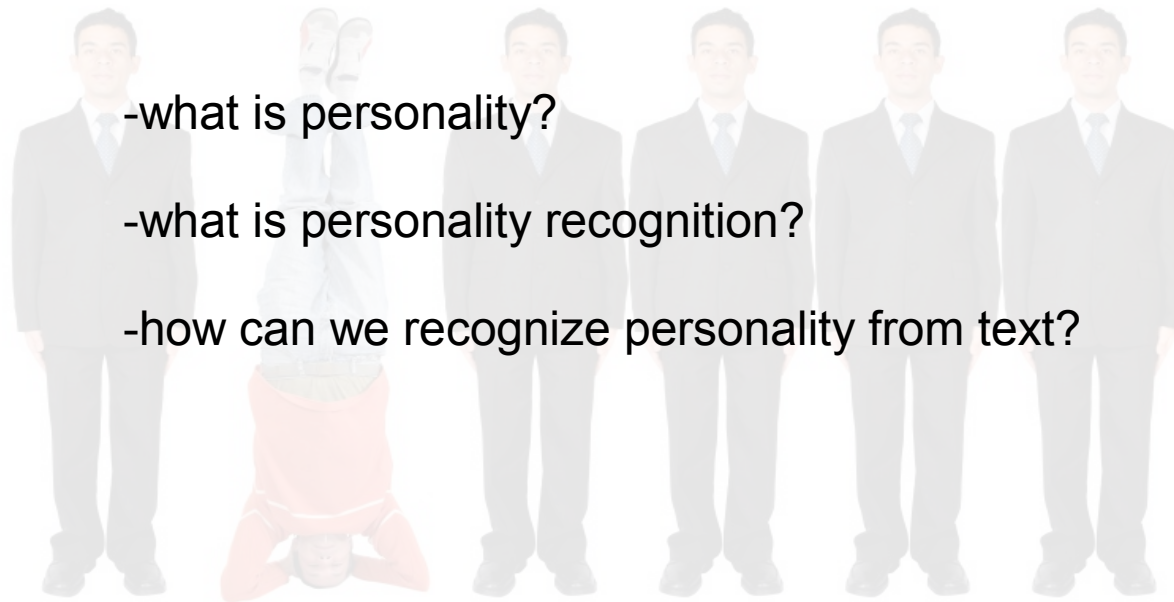 -what is personality?
-what is personality recognition?
-how can we recognize personality from text?